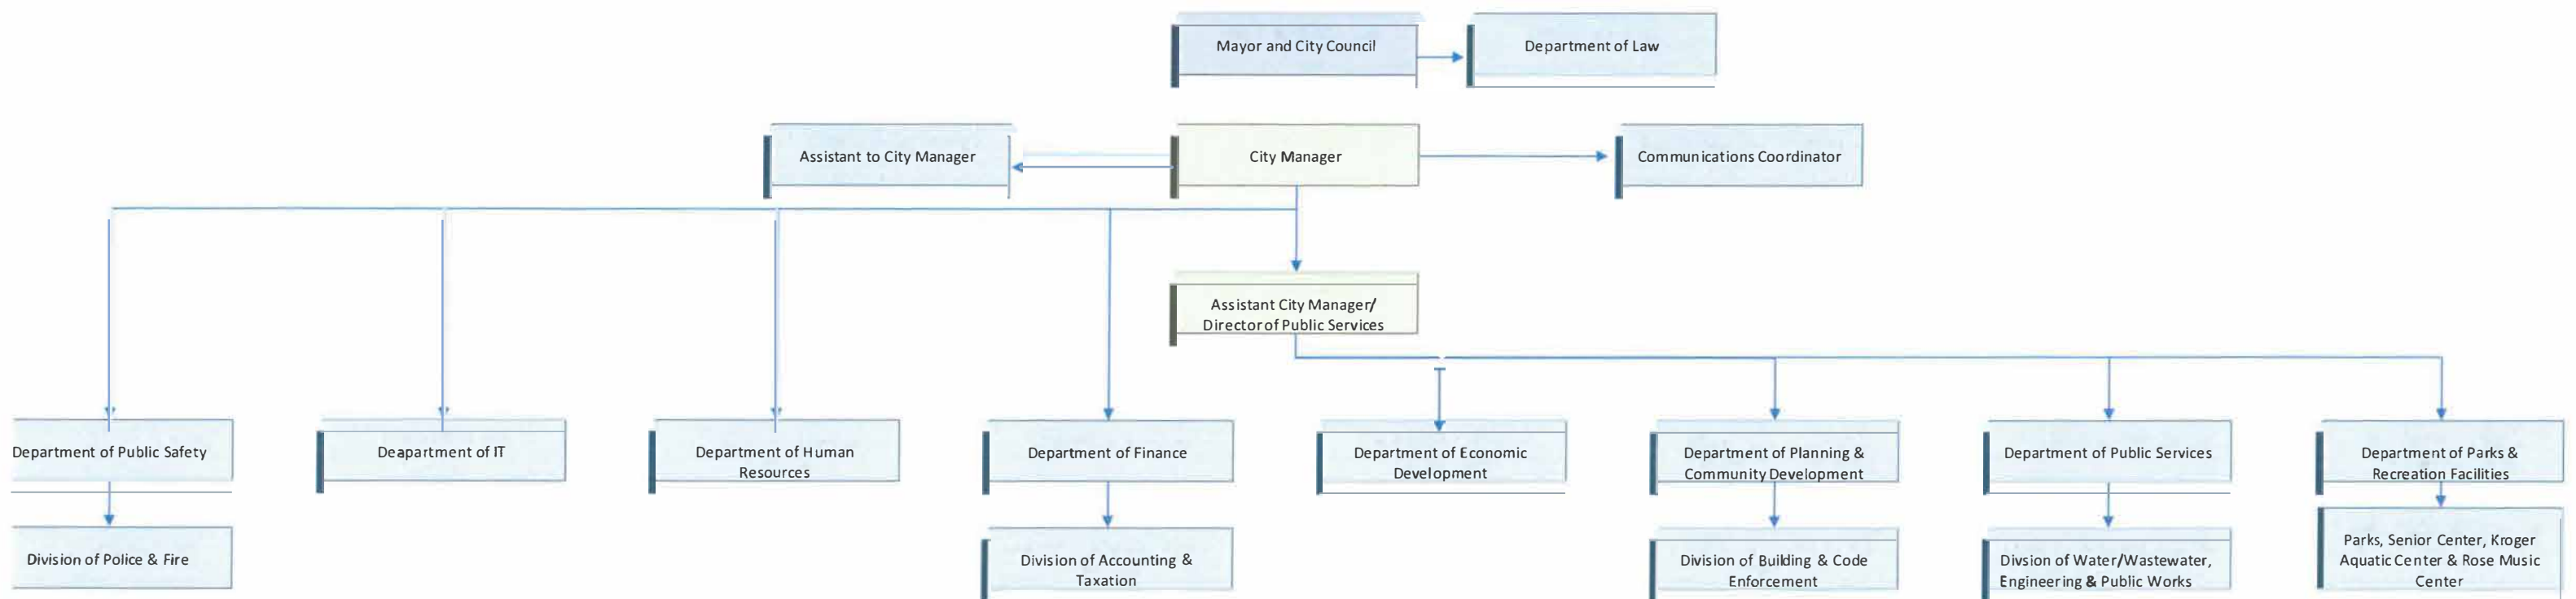 Mayor and City Council
Department of Law
Assistant to City Manager
City Manager
Communications Coordinator
Assistant City Manager/
Director of Public Services
Department of Public Safety
Deapartment of IT
Department of Human
Resources
Department of Finance
Department of Economic
Development
Department of Planning &
Community Development
Department of Public Services
Department of Parks &
Recreation Facilities
Division of Police & Fire
Division of Accounting &
Taxation
Division of Building & Code
Enforcement
Divsion of Water/Wastewater,
Engineering & Public Works
Parks, Senior Center, Kroger
Aquatic Center & Rose Music
Center